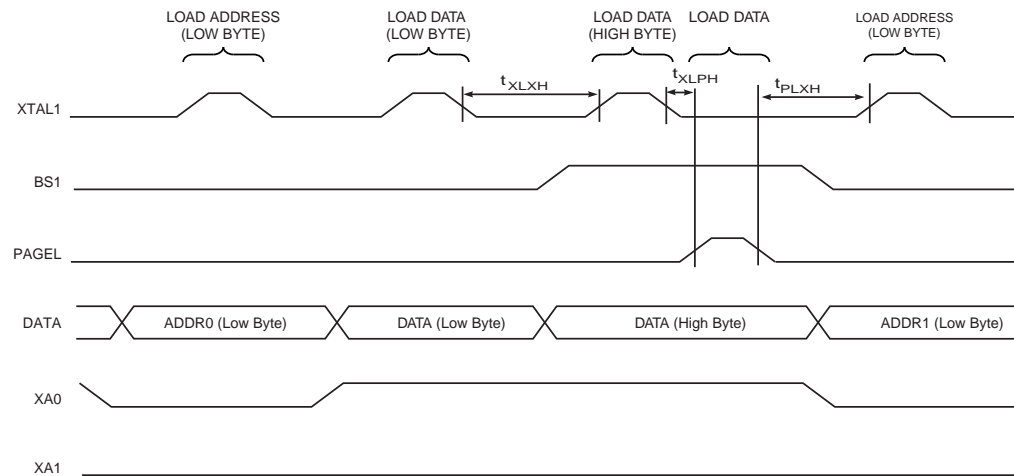 LOAD ADDRESS
(LOW BYTE)
LOAD DATA
(LOW BYTE)
LOAD DATA
(HIGH BYTE)
LOAD DATA
LOAD ADDRESS
(LOW BYTE)
tXLXH
tXLPH
tPLXH
XTAL1
BS1
PAGEL
DATA
ADDR0 (Low Byte)
DATA (Low Byte)
DATA (High Byte)
ADDR1 (Low Byte)
XA0
XA1